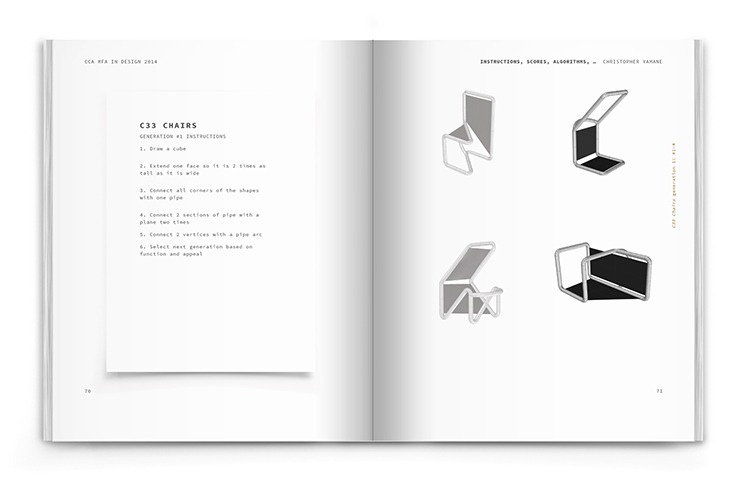 CCA MFA IN DESIGN 2014
C33 CHAIRS
GENERATION #1 INSTRUCTIONS
1. Draw a cube
2. Extend one face so it is 2 times as
tall as it is wide
3. Connect all corners of the shapes
with one pipe
4. Connect 2 sections of pipe with a
plane two times
5. Connect 2 vertices with a pipe arc
6. Select next generation based on
function and appeal
70
INSTRUCTIONS, SCORES, ALGORITHMS, … CHRISTOPHER YAMANE
C33 Chairs generation
71